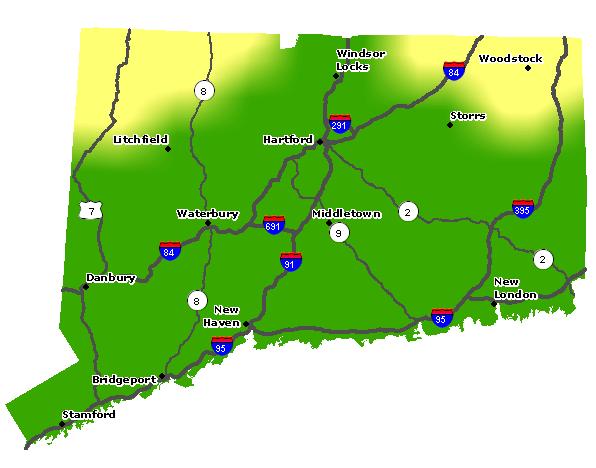 Windsor
Locks
Woodstock
84
8
291
Storrs
Litchfield
Hartford
7
Waterbury
Middletown
2
395
691
9
84
91
2
Danbury
New
London
8
New
Haven
95
95
Bridgeport
Stamford